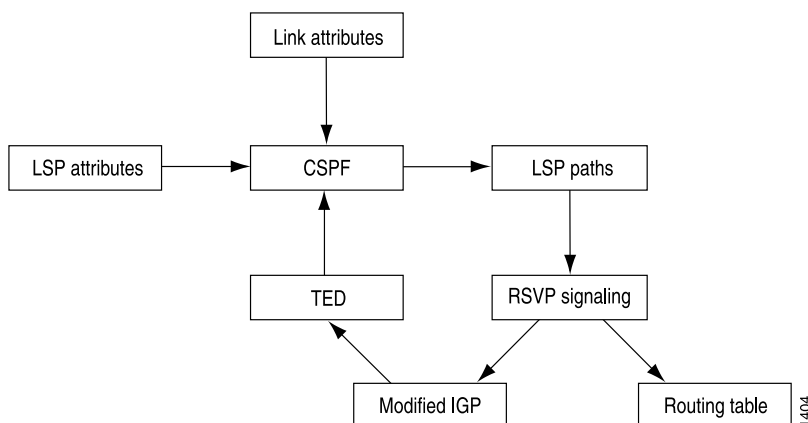 Link attributes
LSP attributes
CSPF
LSP paths
TED
RSVP signaling
Modified IGP
Routing table